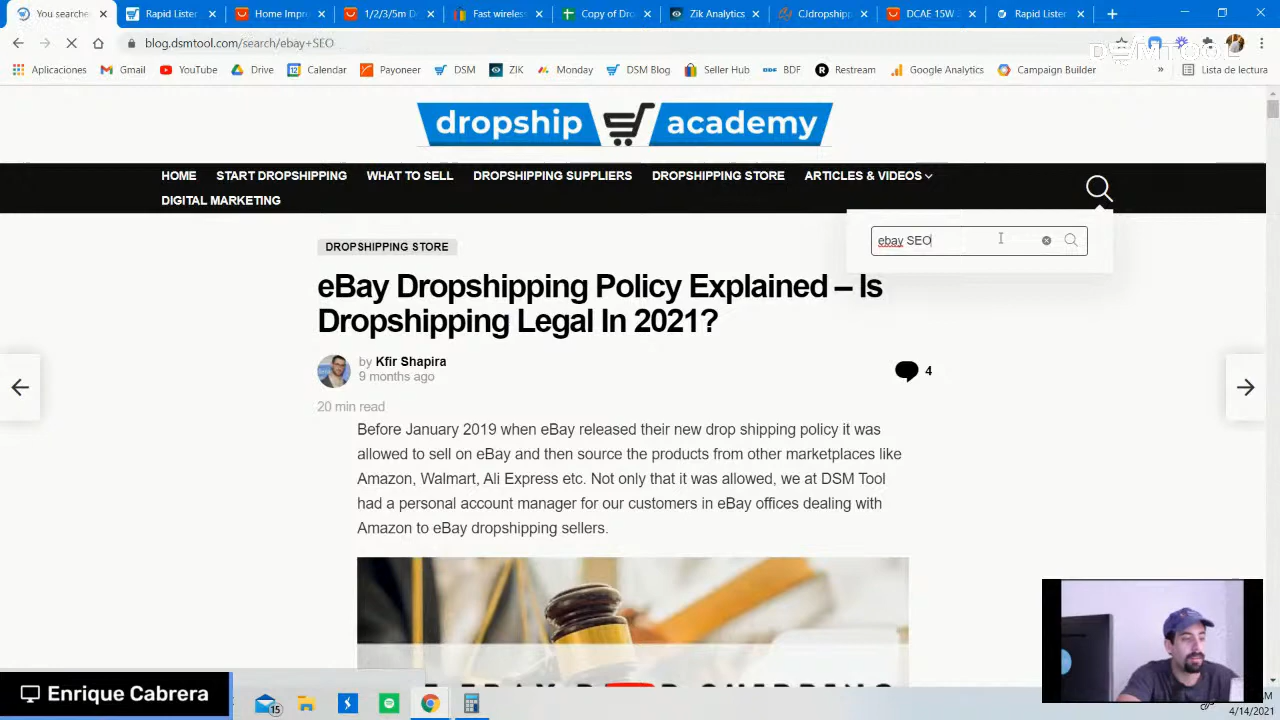 You searche
Rapid Lister
Home Impro
1/2/3/5m De
Fast wireless
Copy of Dro
Zik Analytics
CJdropshipp
DCAE 15W
Rapid Lister
blog.dsmtool.com/search/ebay+SEO
DSMTOOL
Aplicaciones
Gmail
YouTube
Drive
Calendar
Payoneer
DSM
ZIK
Monday
DSM Blog
Seller Hub
BDF
Restream
Google Analytics
Campaign Builder
»
Lista de lectura
dropship academy
HOME
START DROPSHIPPING
WHAT TO SELL
DROPSHIPPING SUPPLIERS
DROPSHIPPING STORE
ARTICLES & VIDEOS
DIGITAL MARKETING
ebay SEO
DROPSHIPPING STORE
eBay Dropshipping Policy Explained – Is
Dropshipping Legal In 2021?
by Kfir Shapira
9 months ago
4
20 min read
Before January 2019 when eBay released their new drop shipping policy it was
allowed to sell on eBay and then source the products from other marketplaces like
Amazon, Walmart, Ali Express etc. Not only that it was allowed, we at DSM Tool
had a personal account manager for our customers in eBay offices dealing with
Amazon to eBay dropshipping sellers.
Enrique Cabrera
15
4/14/2021